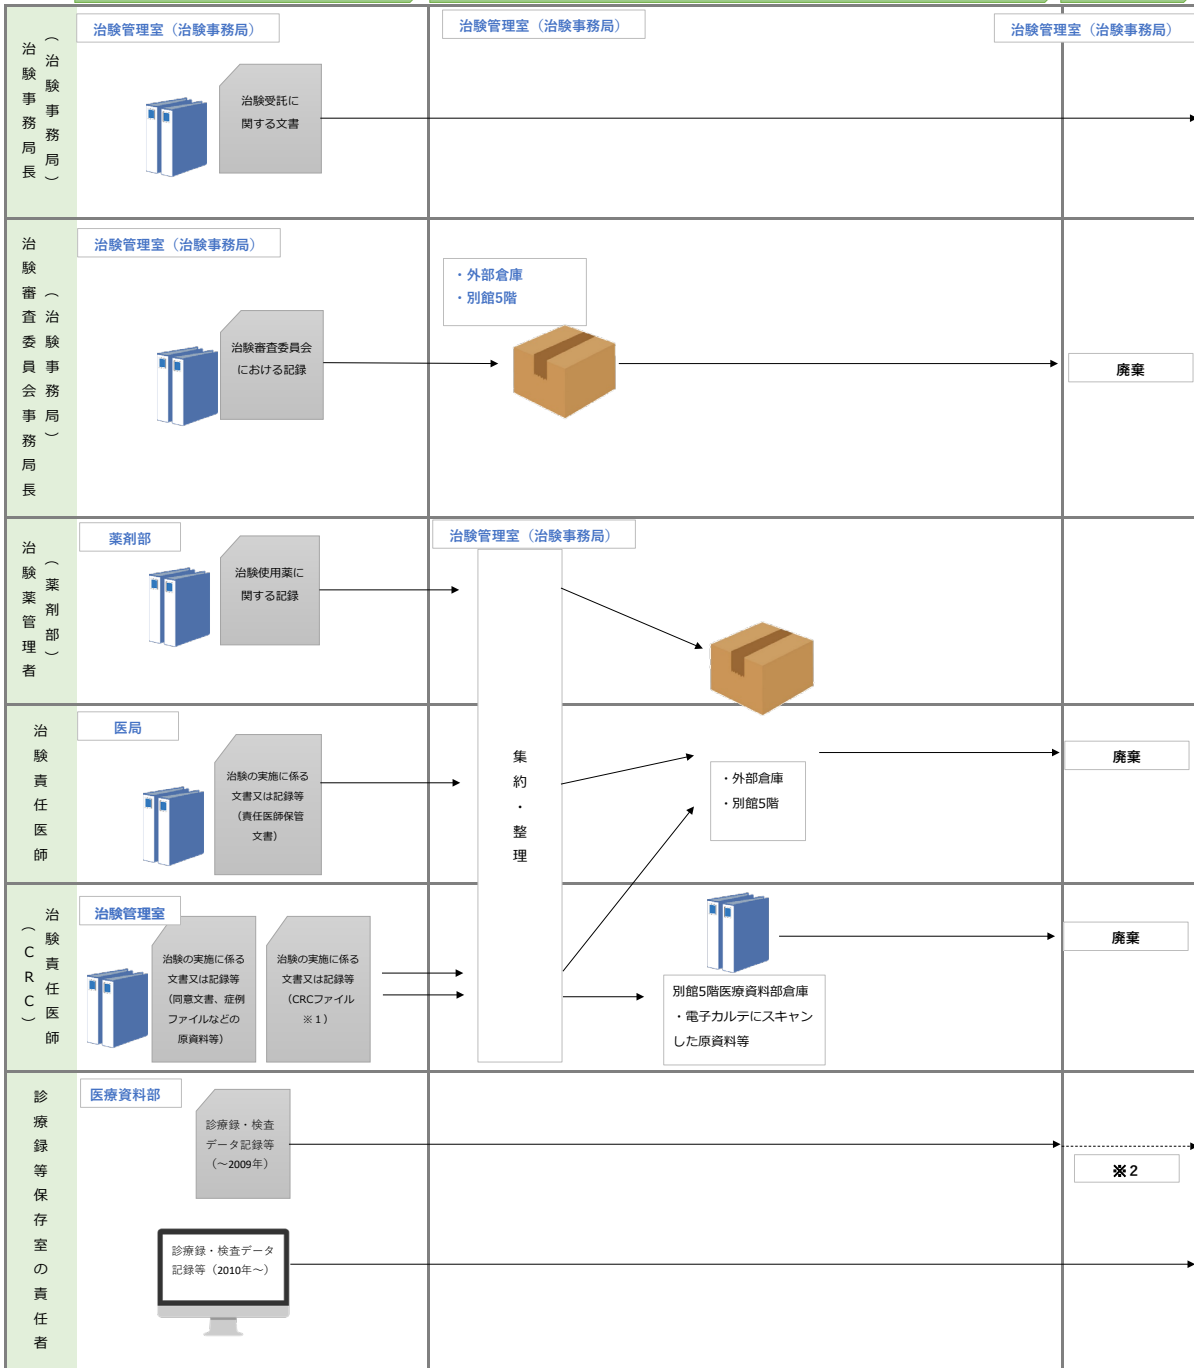 治験事務局長
（治験事務局）
治験管理室（治験事務局）
治験管理室（治験事務局）
治験管理室（治験事務局）
治験受託に
関する文書
治験審査委員会事務局長
（治験事務局）
治験管理室（治験事務局）
・外部倉庫
・別館5階
治験審査委員会
における記録
廃棄
治験薬管理者
（薬剤部）
薬剤部
治験管理室（治験事務局）
治験使用薬に
関する記録
集約・整理
治験責任医師
医局
治験の実施に係る
文書又は記録等
（責任医師保管
文書）
・外部倉庫
・別館5階
廃棄
治験責任医師
（CRC）
治験管理室
治験の実施に係る
文書又は記録等
（同意文書、症例
ファイルなどの
原資料等）
治験の実施に係る
文書又は記録等
（CRCファイル
※１）
別館5階医療資料部倉庫
・電子カルテにスキャン
した原資料等
廃棄
診療録等保存室の責任者
医療資料部
診療録・検査
データ記録等
（～2009年）
※2
診療録・検査データ
記録等（2010年～）